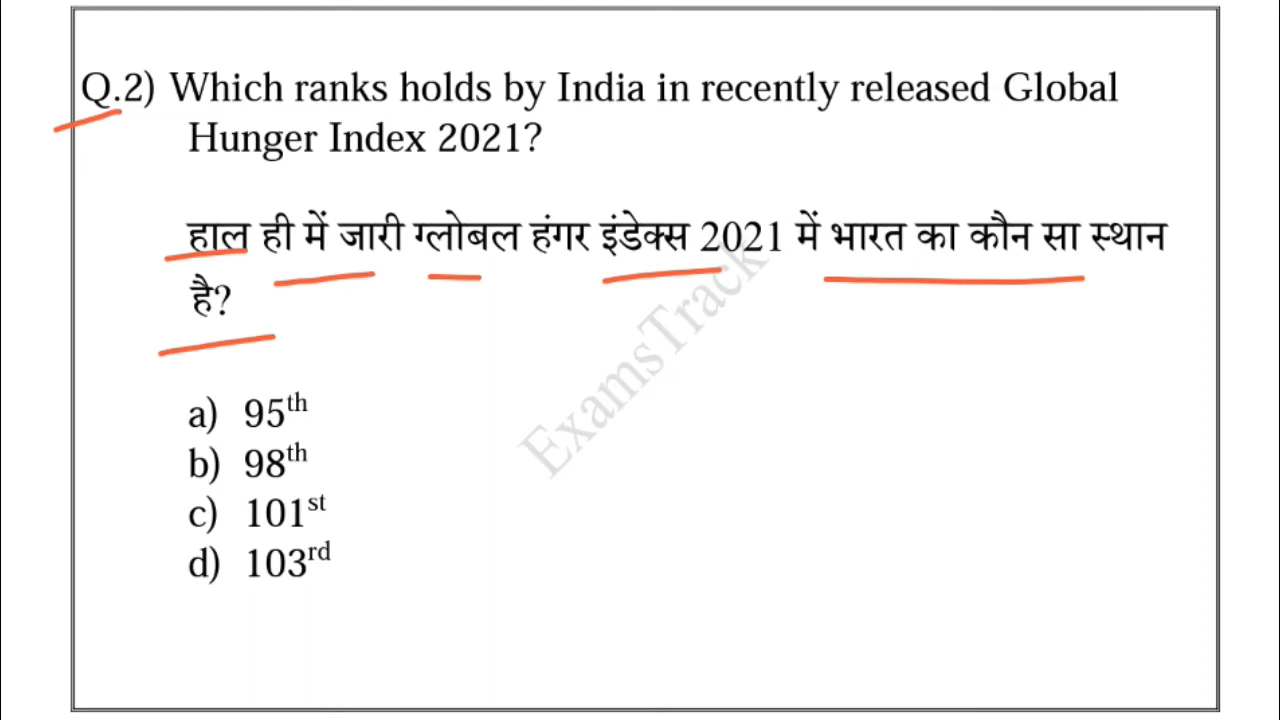 Q.2) Which ranks holds by India in recently released Global
Hunger Index 2021?
हाल ही में जारी ग्लोबल हंगर इंडेक्स 2021 में भारत का कौन सा स्थान
है?
ExamsTrack
a) 95th
b) 98th
c) 101st
d) 103rd